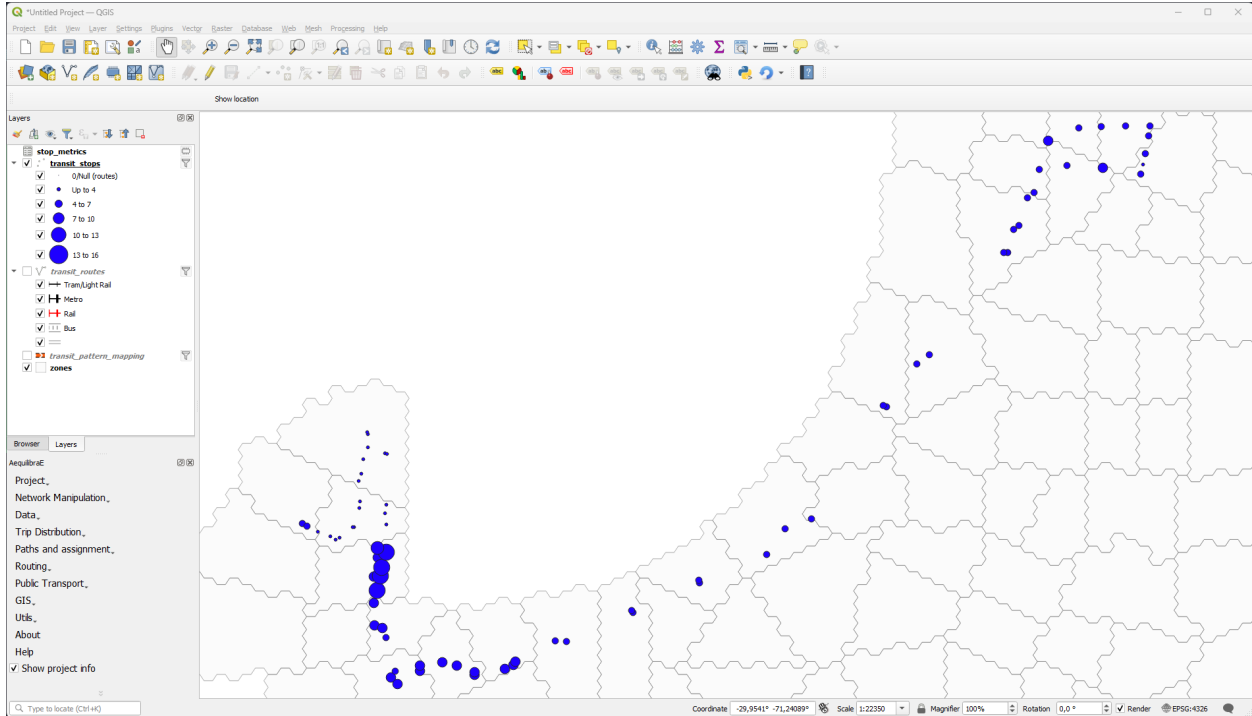 *Untitled Project — QGIS
Project Edit View Layer Settings Plugins Vector Raster Database Web Mesh Processing Help
Show location
Layers
stop_metrics
transit_stops
0/Null (routes)
Up to 4
4 to 7
7 to 10
10 to 13
13 to 16
transit_routes
Tram/Light Rail
Metro
Rail
Bus
transit_pattern_mapping
zones
Browser Layers
AequilibraE
Project
Network Manipulation
Data
Trip Distribution
Paths and assignment
Routing
Public Transport
GIS
Utils
About
Help
Show project info
Type to locate (Ctrl+K) Coordinate -29,9541° -71,24089° Scale 1:22350 Magnifier 100% Rotation 0,0 ° Render EPSG:4326